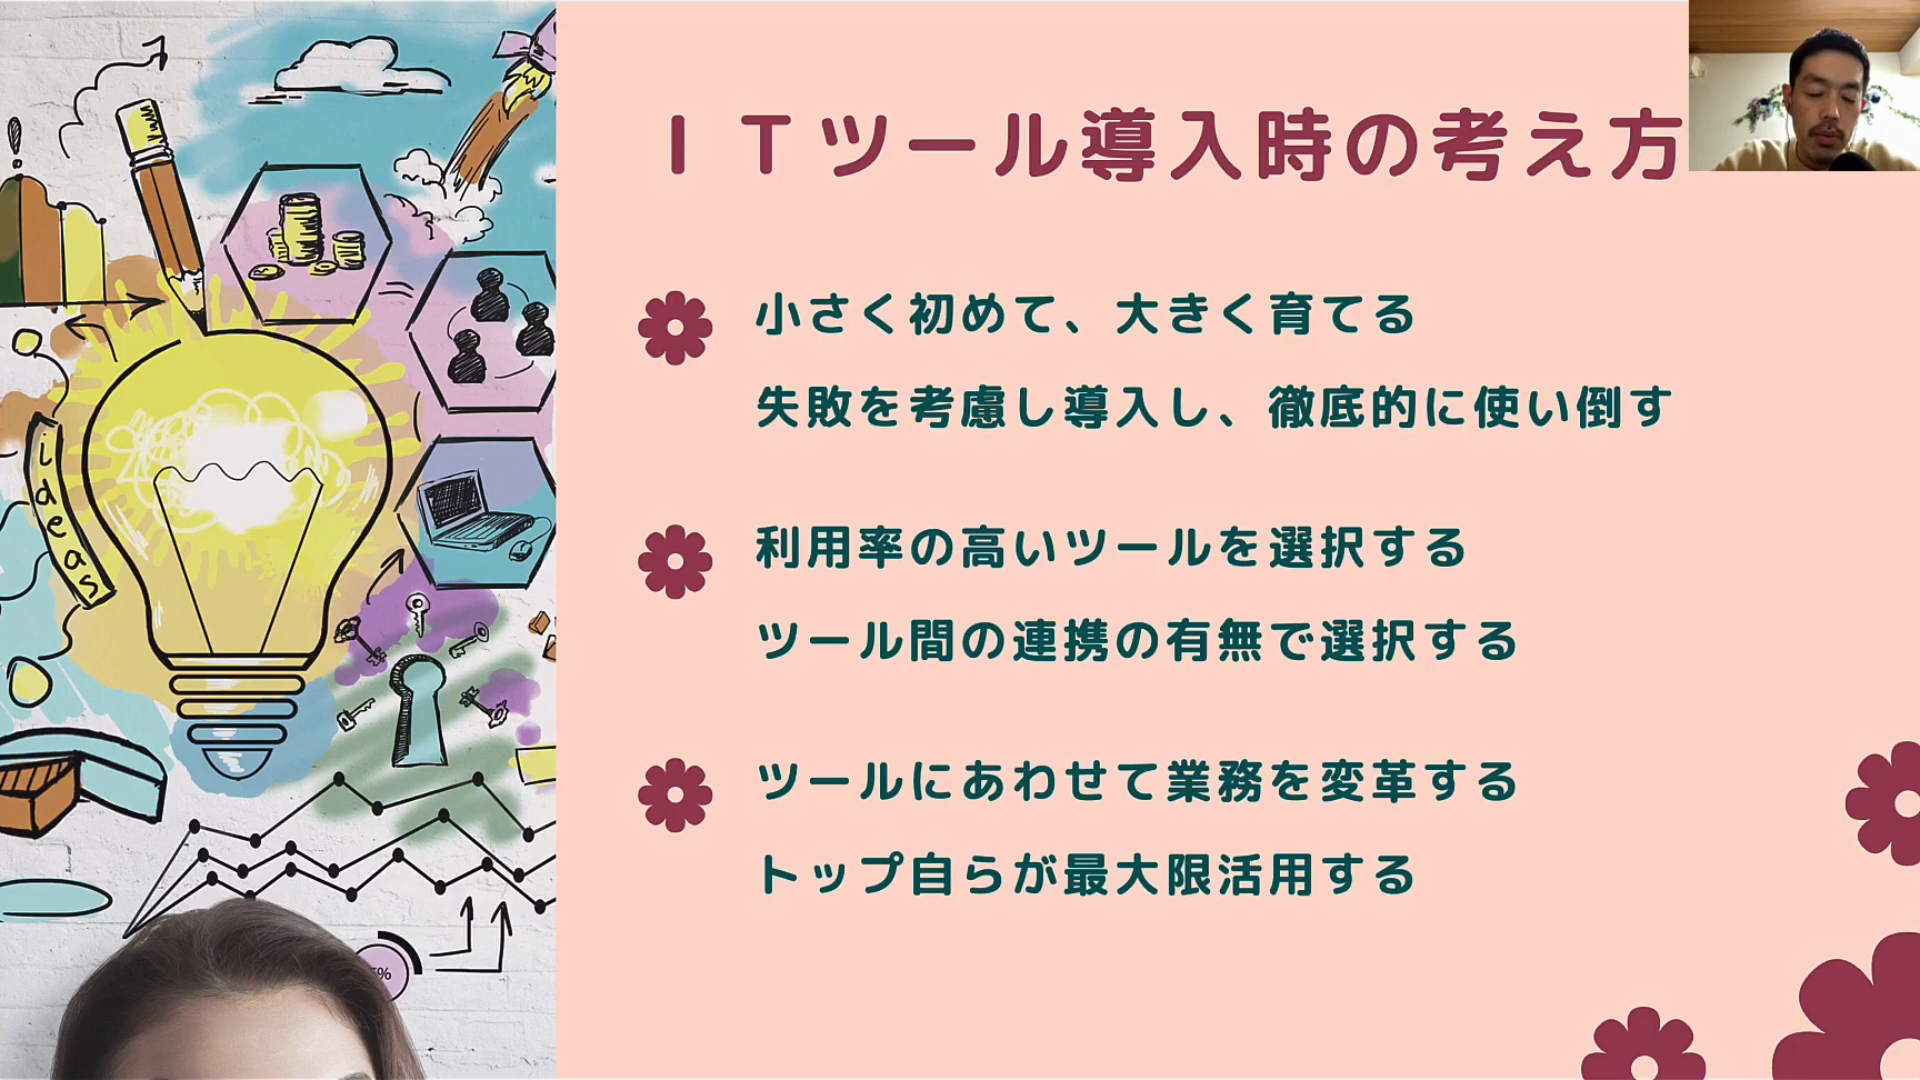 ＩＴツール導入時の考え方
小さく初めて、大きく育てる
失敗を考慮し導入し、徹底的に使い倒す
利用率の高いツールを選択する
ツール間の連携の有無で選択する
ツールにあわせて業務を変革する
トップ自らが最大限活用する
ideas